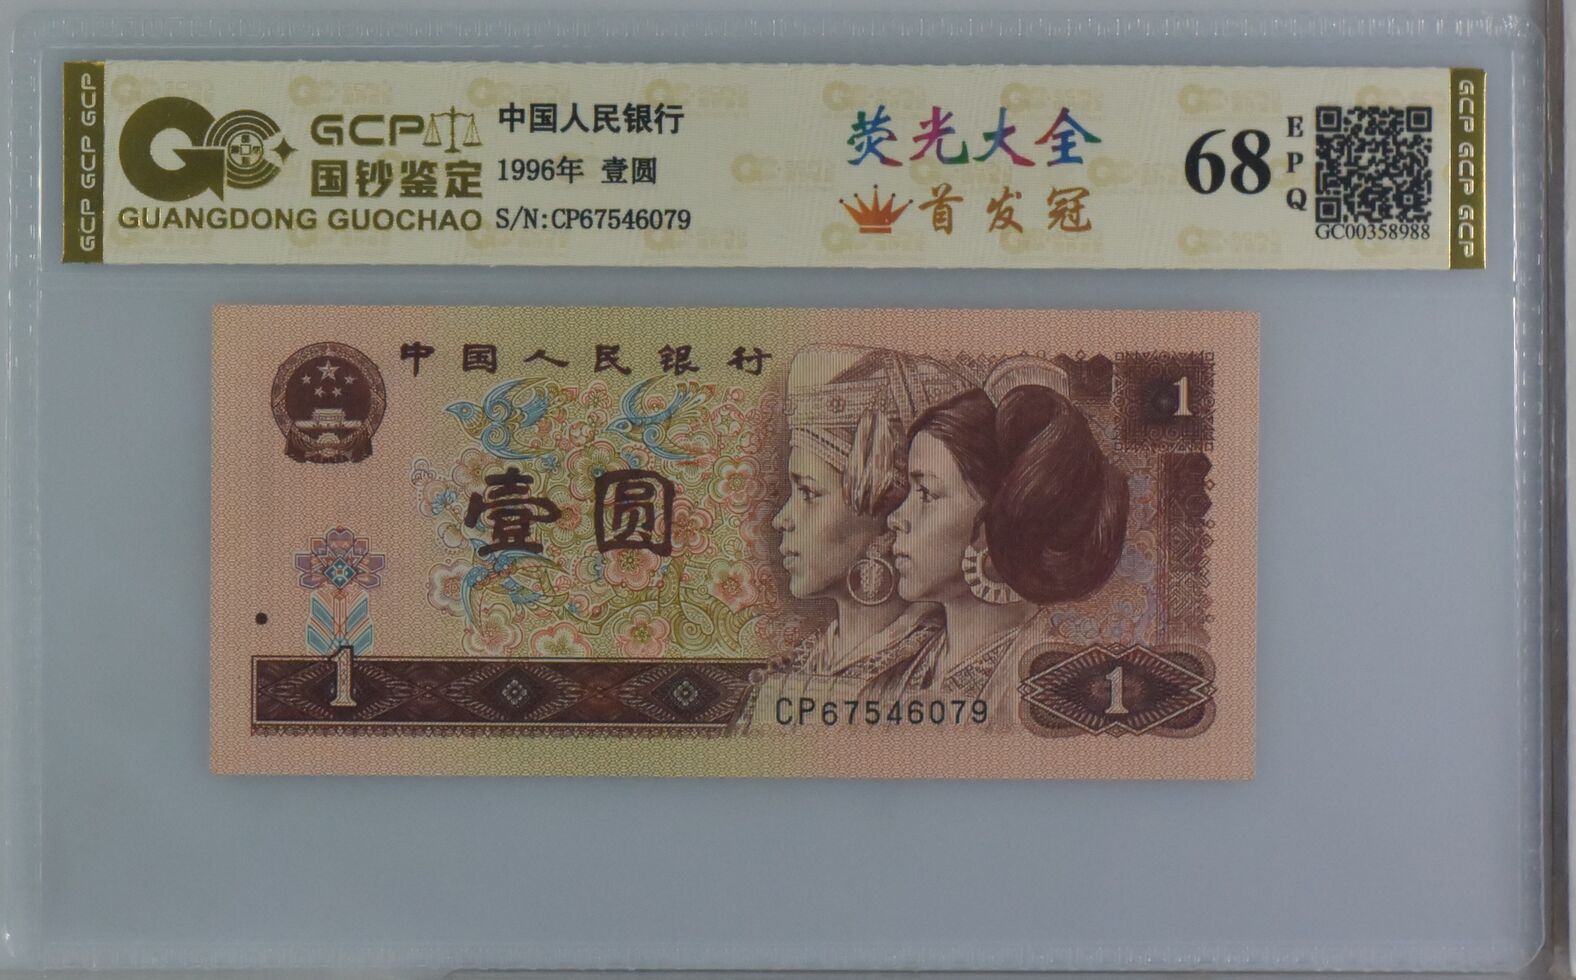 GCP GCP GCP
GCP
国钞鉴定
GUANGDONG GUOCHAO
中国人民银行
1996年 壹圆
S/N:CP67546079
荧光大全
首发冠
68
EPQ
GC00358988
GCP GCP GCP
中国人民银行
1
壹圆
1
CP67546079
1